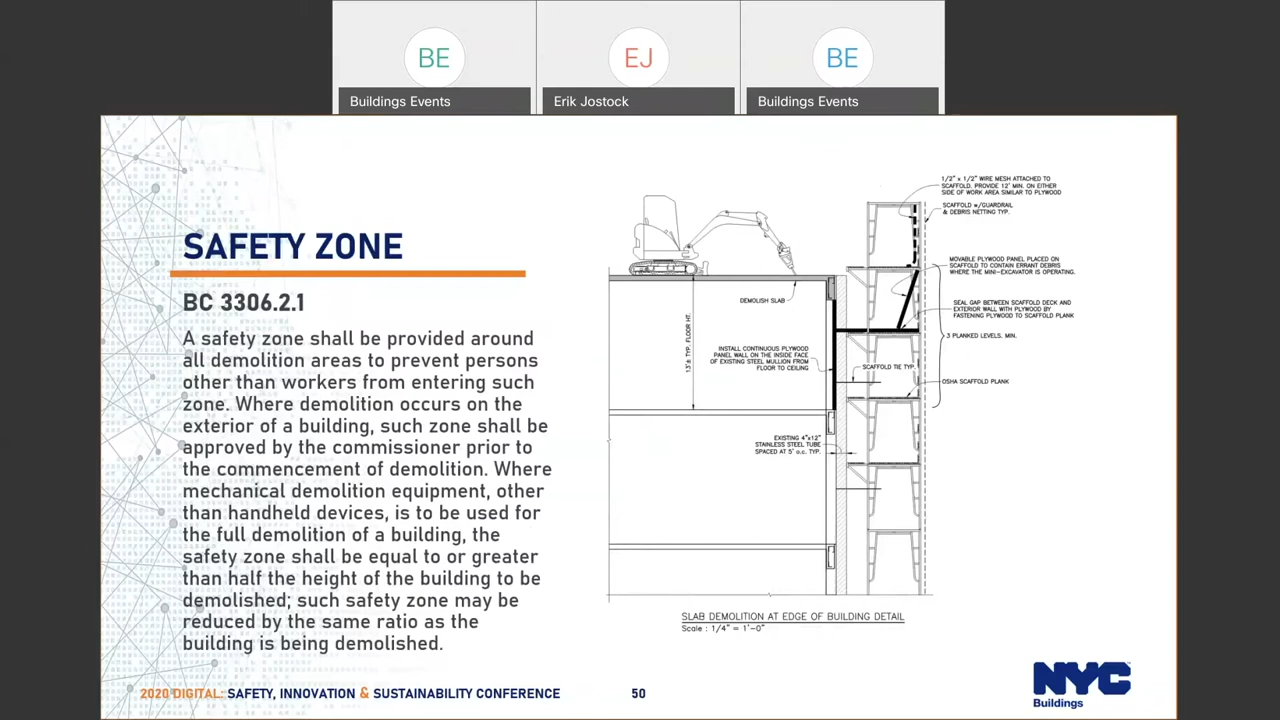 BE
EJ
BE
Buildings Events
Erik Jostock
Buildings Events
SAFETY ZONE
BC 3306.2.1
A safety zone shall be provided around
all demolition areas to prevent persons
other than workers from entering such
zone. Where demolition occurs on the
exterior of a building, such zone shall be
approved by the commissioner prior to
the commencement of demolition. Where
mechanical demolition equipment, other
than handheld devices, is to be used for
the full demolition of a building, the
safety zone shall be equal to or greater
than half the height of the building to be
demolished; such safety zone may be
reduced by the same ratio as the
building is being demolished.
1/2" x 1/2" WIRE MESH ATTACHED TO
SCAFFOLD. PROVIDE 12' MIN. ON EITHER
SIDE OF WORK AREA SIMILAR TO PLYWOOD
SCAFFOLD w/GUARDRAIL
& DEBRIS NETTING TYP.
MOVABLE PLYWOOD PANEL PLACED ON
SCAFFOLD TO CONTAIN ERRANT DEBRIS
WHERE THE MINI-EXCAVATOR IS OPERATING.
DEMOLISH SLAB
SEAL GAP BETWEEN SCAFFOLD DECK AND
EXTERIOR WALL WITH PLYWOOD BY
FASTENING PLYWOOD TO SCAFFOLD PLANK
13'± TYP. FLOOR HT.
3 PLANKED LEVELS. MIN.
INSTALL CONTINUOUS PLYWOOD
PANEL WALL ON THE INSIDE FACE
OF EXISTING STEEL MULLION FROM
FLOOR TO CEILING
SCAFFOLD TIE TYP.
OSHA SCAFFOLD PLANK
EXISTING 4"x12"
STAINLESS STEEL TUBE
SPACED AT 5' o.c. TYP.
SLAB DEMOLITION AT EDGE OF BUILDING DETAIL
Scale : 1/4" = 1'-0"
2020 DIGITAL: SAFETY, INNOVATION & SUSTAINABILITY CONFERENCE
50
NYC
Buildings